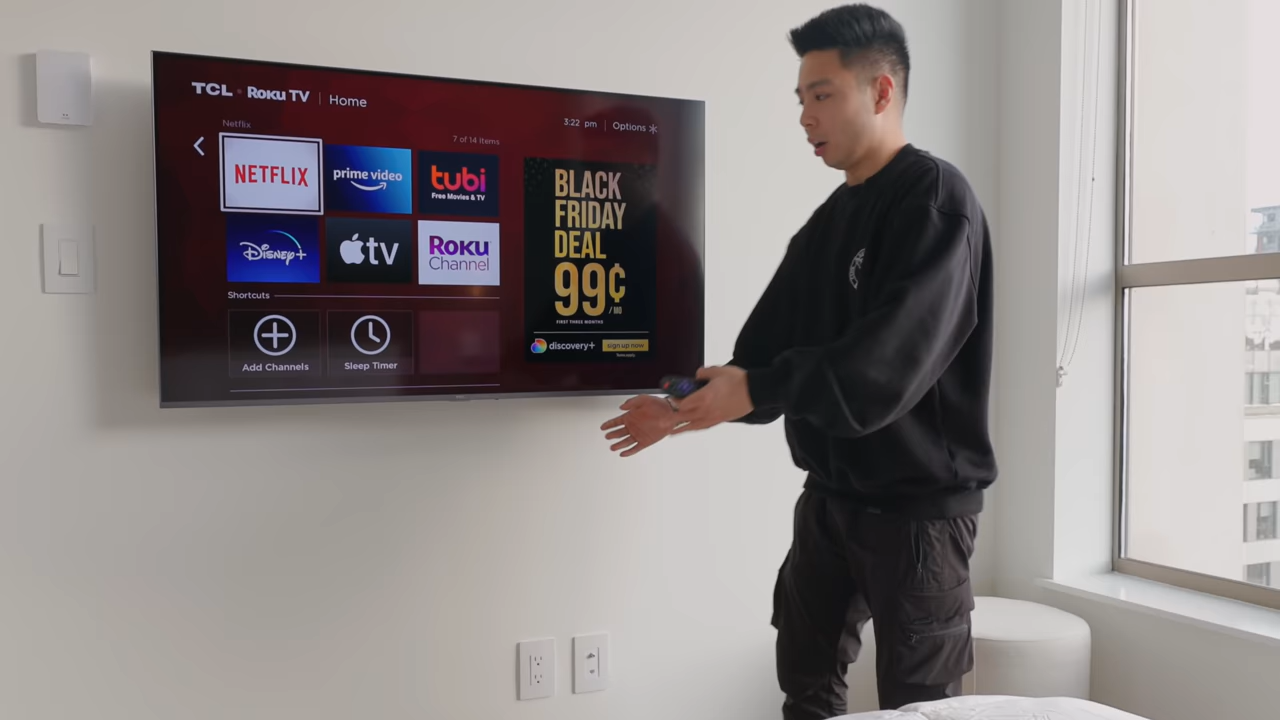 TCL Roku TV | Home
3:22 pm | Options
Netflix
7 of 14 items
NETFLIX
prime video
tubi
Free Movies & TV
Disney+
tv
Roku
Channel
Shortcuts
Add Channels
Sleep Timer
BLACK
FRIDAY
DEAL
99¢
/MO
FIRST THREE MONTHS
discovery+
sign up now
Terms apply.